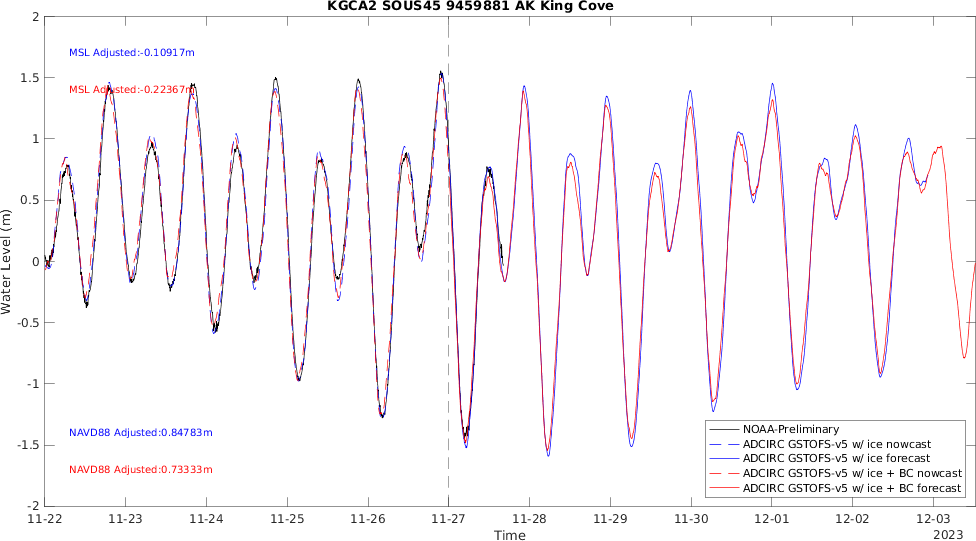 KGCA2 SOUS45 9459881 AK King Cove
2
1.5
1
0.5
0
-0.5
-1
-1.5
-2
Water Level (m)
MSL Adjusted:-0.10917m
MSL Adjusted:-0.22367m
NAVD88 Adjusted:0.84783m
NAVD88 Adjusted:0.73333m
NOAA-Preliminary
ADCIRC GSTOFS-v5 w/ ice nowcast
ADCIRC GSTOFS-v5 w/ ice forecast
ADCIRC GSTOFS-v5 w/ ice + BC nowcast
ADCIRC GSTOFS-v5 w/ ice + BC forecast
11-22 11-23 11-24 11-25 11-26 11-27 11-28 11-29 11-30 12-01 12-02 12-03
Time
2023